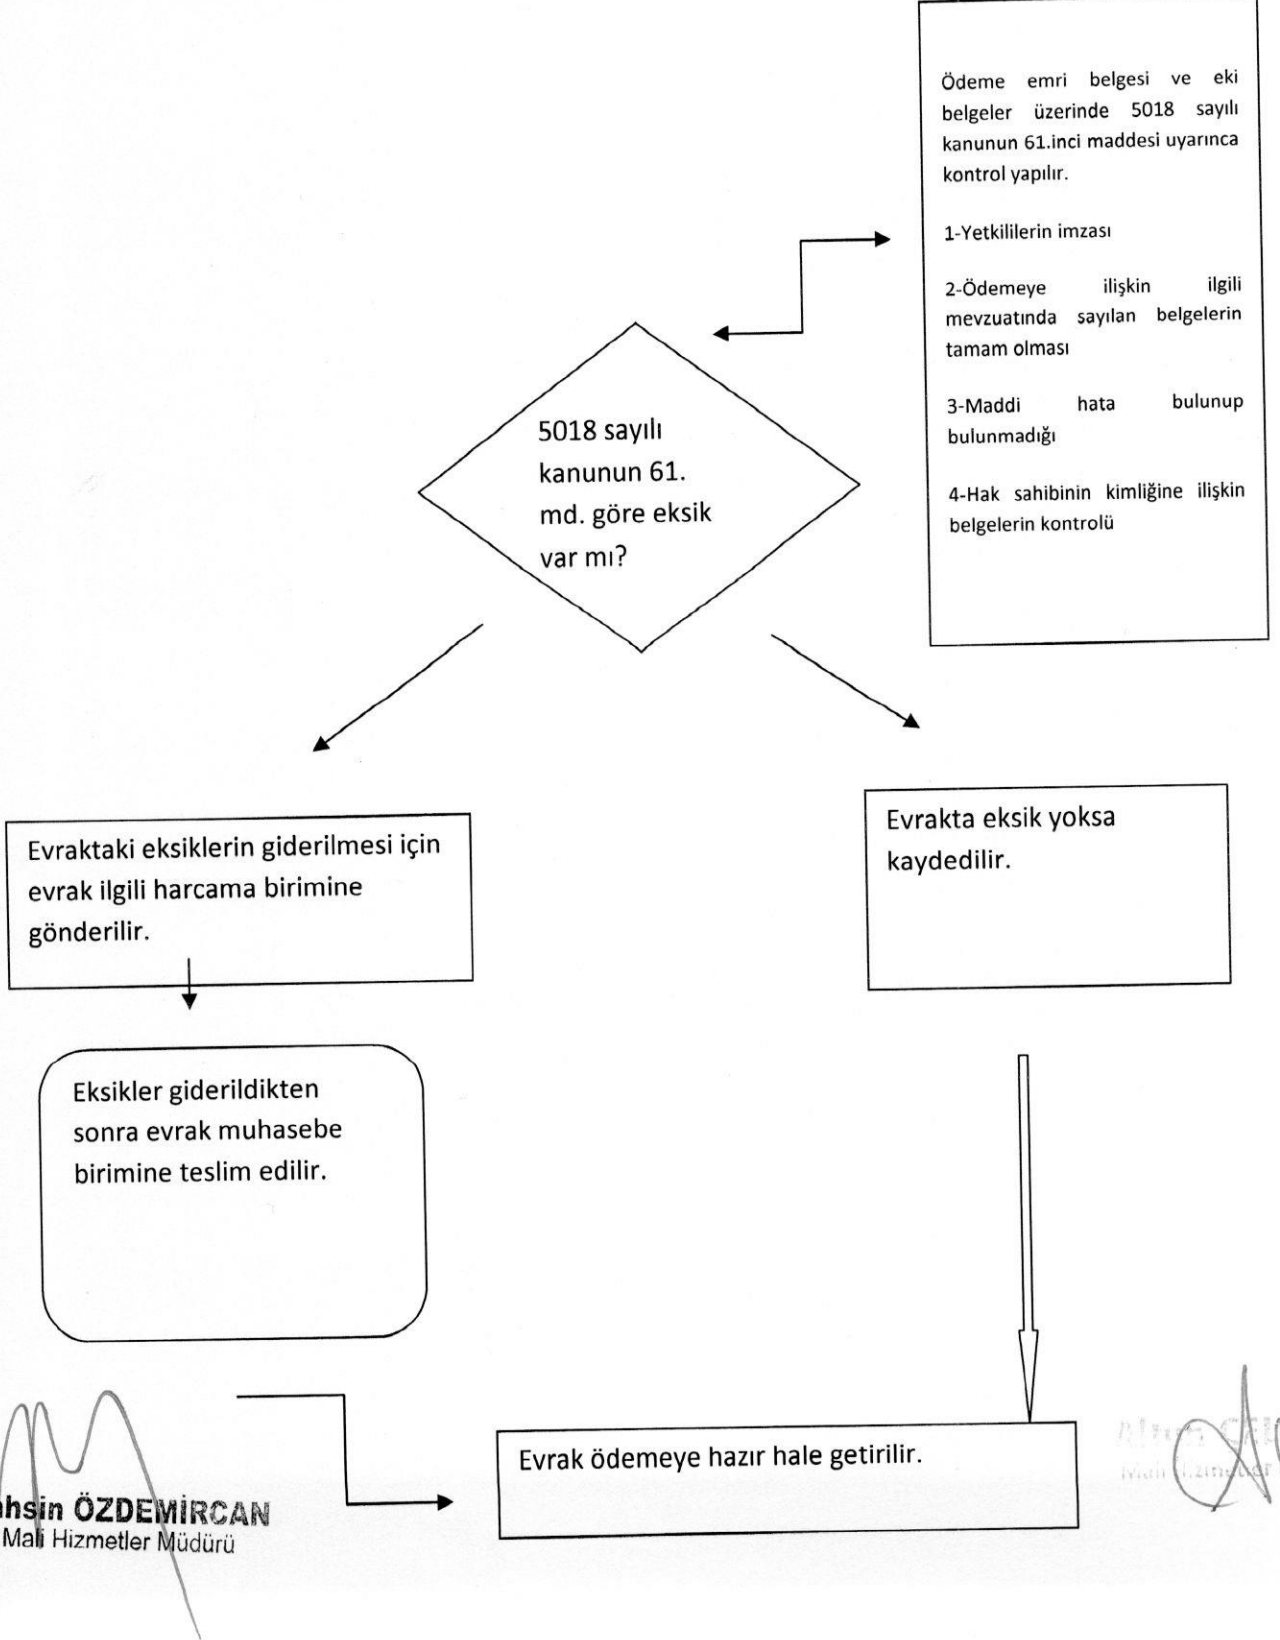 Ödeme emri belgesi ve eki
belgeler üzerinde 5018 sayılı
kanunun 61.inci maddesi uyarınca
kontrol yapılır.
1-Yetkililerin imzası
2-Ödemeye ilişkin ilgili
mevzuatında sayılan belgelerin
tamam olması
3-Maddi hata bulunup
bulunmadığı
4-Hak sahibinin kimliğine ilişkin
belgelerin kontrolü
5018 sayılı
kanunun 61.
md. göre eksik
var mı?
Evraktaki eksiklerin giderilmesi için
evrak ilgili harcama birimine
gönderilir.
Evrakta eksik yoksa
kaydedilir.
Eksikler giderildikten
sonra evrak muhasebe
birimine teslim edilir.
Evrak ödemeye hazır hale getirilir.
ÖZDEMİRCAN
Mali Hizmetler Müdürü